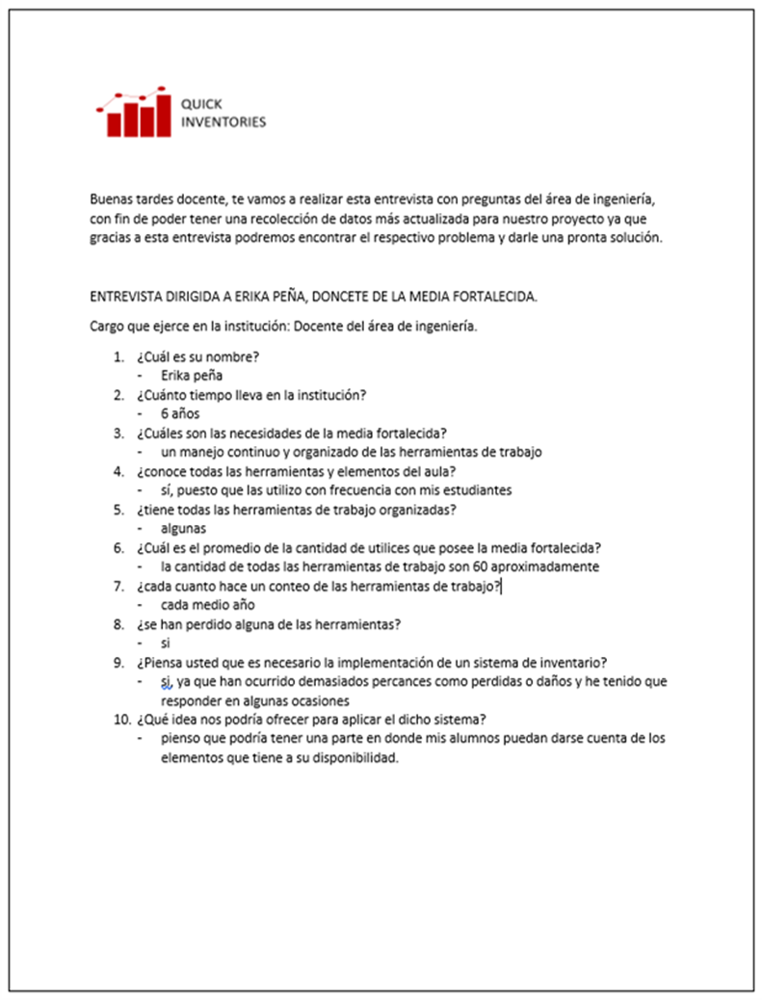 QUICK
INVENTORIES
Buenas tardes docente, te vamos a realizar esta entrevista con preguntas del área de ingeniería,
con fin de poder tener una recolección de datos más actualizada para nuestro proyecto ya que
gracias a esta entrevista podremos encontrar el respectivo problema y darle una pronta solución.
ENTREVISTA DIRIGIDA A ERIKA PEÑA, DONCETE DE LA MEDIA FORTALECIDA.
Cargo que ejerce en la institución: Docente del área de ingeniería.
1. ¿Cuál es su nombre?
- Erika peña
2. ¿Cuánto tiempo lleva en la institución?
- 6 años
3. ¿Cuáles son las necesidades de la media fortalecida?
- un manejo continuo y organizado de las herramientas de trabajo
4. ¿conoce todas las herramientas y elementos del aula?
- sí, puesto que las utilizo con frecuencia con mis estudiantes
5. ¿tiene todas las herramientas de trabajo organizadas?
- algunas
6. ¿Cuál es el promedio de la cantidad de utilices que posee la media fortalecida?
- la cantidad de todas las herramientas de trabajo son 60 aproximadamente
7. ¿cada cuanto hace un conteo de las herramientas de trabajo?
- cada medio año
8. ¿se han perdido alguna de las herramientas?
- si
9. ¿Piensa usted que es necesario la implementación de un sistema de inventario?
- si, ya que han ocurrido demasiados percances como perdidas o daños y he tenido que
responder en algunas ocasiones
10. ¿Qué idea nos podría ofrecer para aplicar el dicho sistema?
- pienso que podría tener una parte en donde mis alumnos puedan darse cuenta de los
elementos que tiene a su disponibilidad.